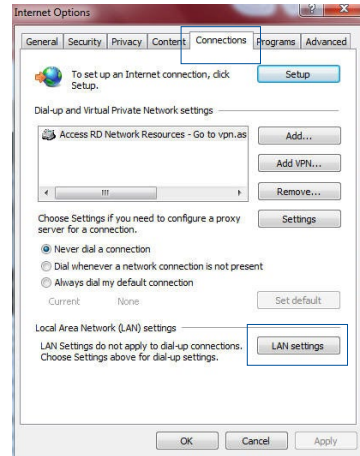 Internet Options
General Security Privacy Content Connections Programs Advanced
To set up an Internet connection, click
Setup.
Setup
Dial-up and Virtual Private Network settings
Access RD Network Resources - Go to vpn.as
Add...
Add VPN...
Remove...
Choose Settings if you need to configure a proxy
server for a connection.
Settings
Never dial a connection
Dial whenever a network connection is not present
Always dial my default connection
Current None
Set default
Local Area Network (LAN) settings
LAN Settings do not apply to dial-up connections.
Choose Settings above for dial-up settings.
LAN settings
OK Cancel Apply